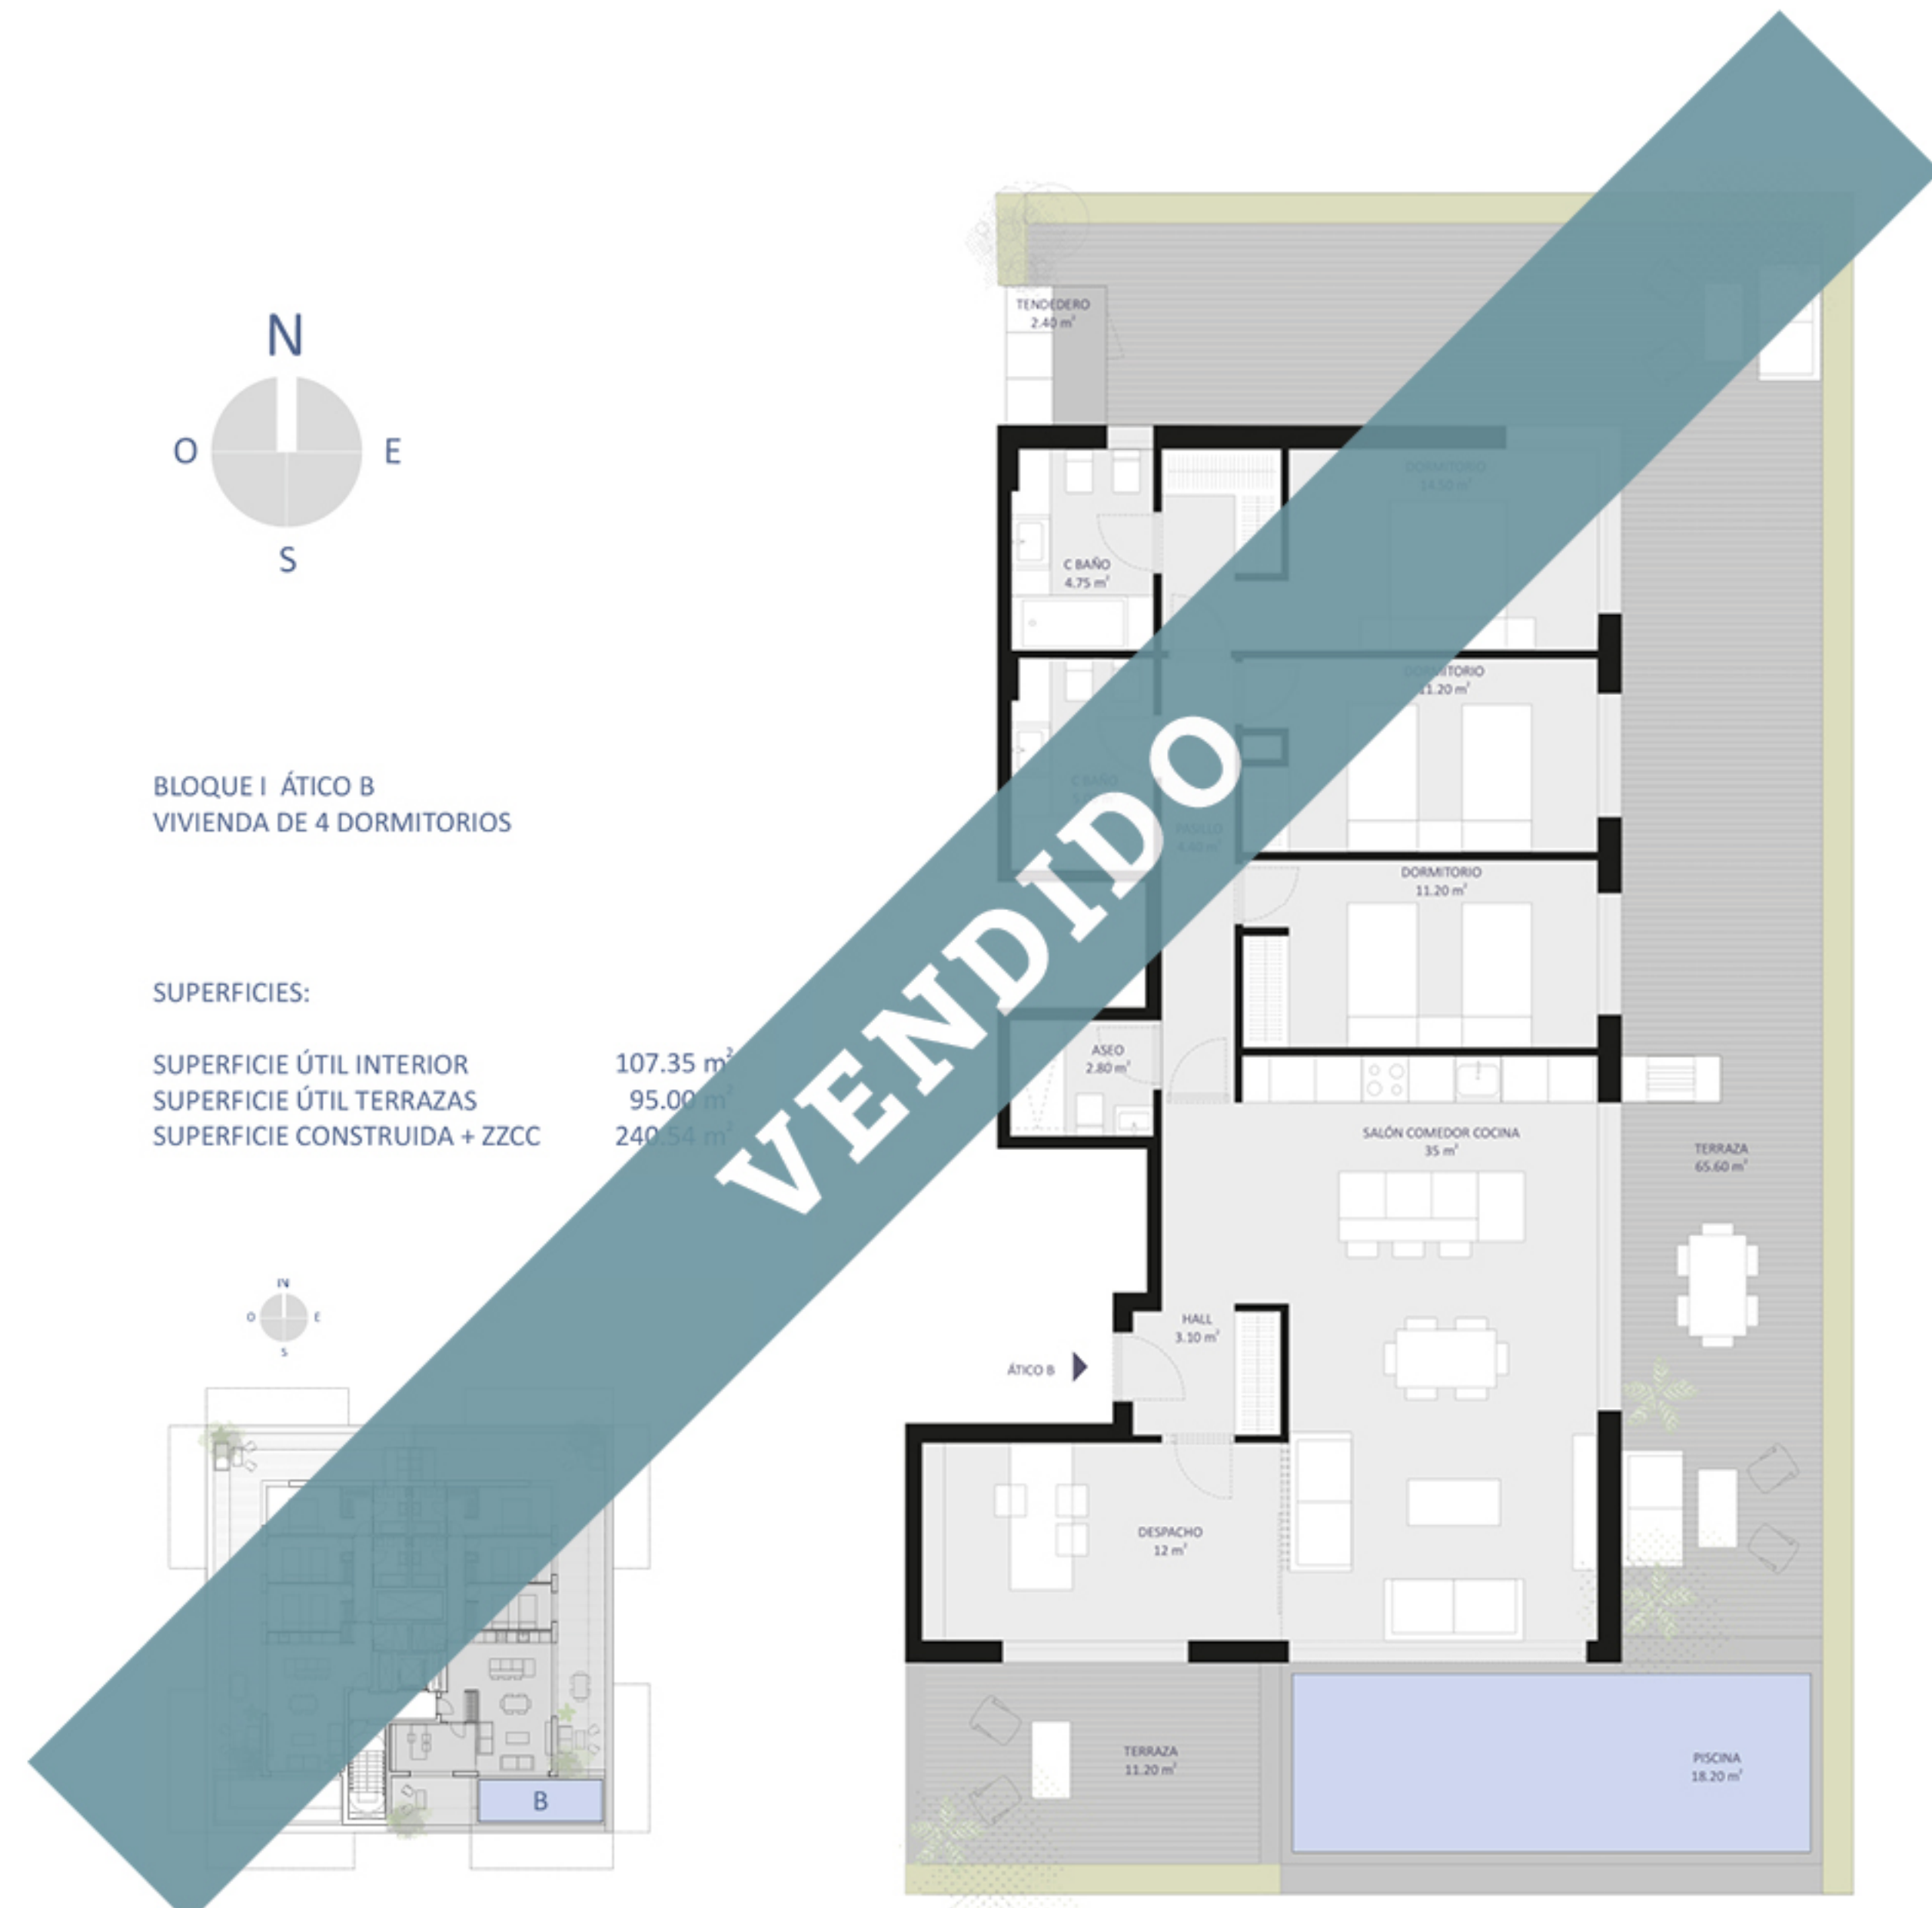 N
O E
S
BLOQUE I ÁTICO B
VIVIENDA DE 4 DORMITORIOS
SUPERFICIES:
SUPERFICIE ÚTIL INTERIOR 107.35 m²
SUPERFICIE ÚTIL TERRAZAS 95.00 m²
SUPERFICIE CONSTRUIDA + ZZCC 240.54 m²
N
O E
S
B
VENDIDO
TENDEDERO
2.40 m²
DORMITORIO
14.50 m²
C BAÑO
4.75 m²
DORMITORIO
11.20 m²
C BAÑO
PASILLO
4.40 m²
DORMITORIO
11.20 m²
ASEO
2.80 m²
SALÓN COMEDOR COCINA
35 m²
TERRAZA
65.60 m²
HALL
3.10 m²
ÁTICO B
DESPACHO
12 m²
TERRAZA
11.20 m²
PISCINA
18.20 m²